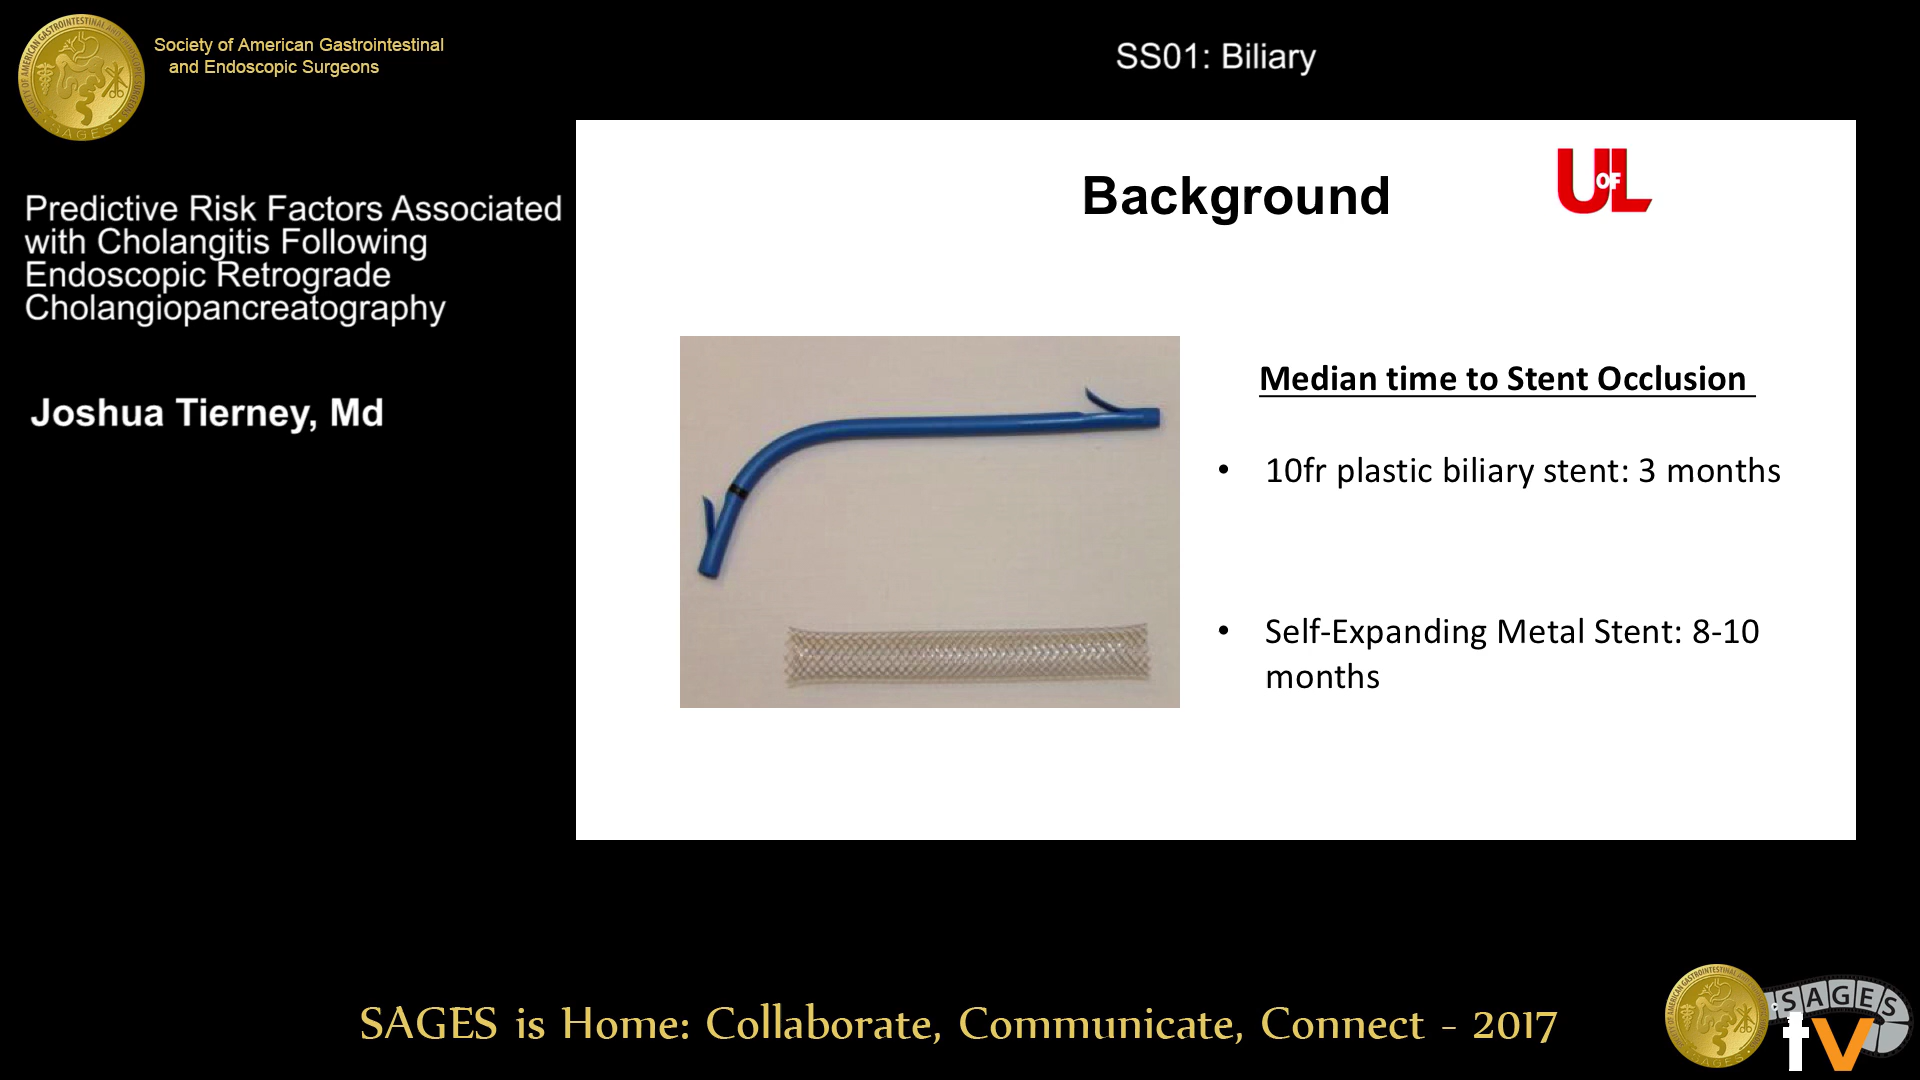 Society of American Gastrointestinal
and Endoscopic Surgeons
SS01: Biliary
Predictive Risk Factors Associated
with Cholangitis Following
Endoscopic Retrograde
Cholangiopancreatography
Joshua Tierney, Md
Background
U OF L
Median time to Stent Occlusion
• 10fr plastic biliary stent: 3 months
• Self-Expanding Metal Stent: 8-10
months
SAGES is Home: Collaborate, Communicate, Connect - 2017
SAGES
tv